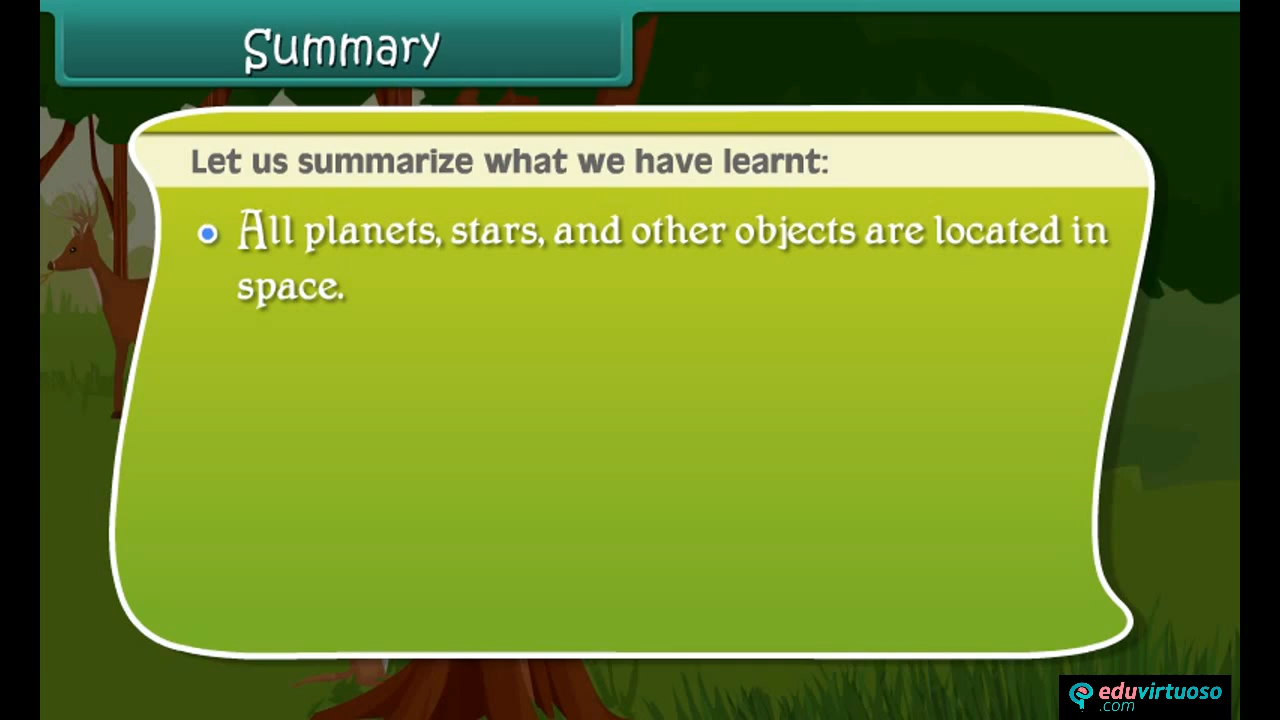 Summary
Let us summarize what we have learnt:
All planets, stars, and other objects are located in
space.
eduvirtuoso
.com